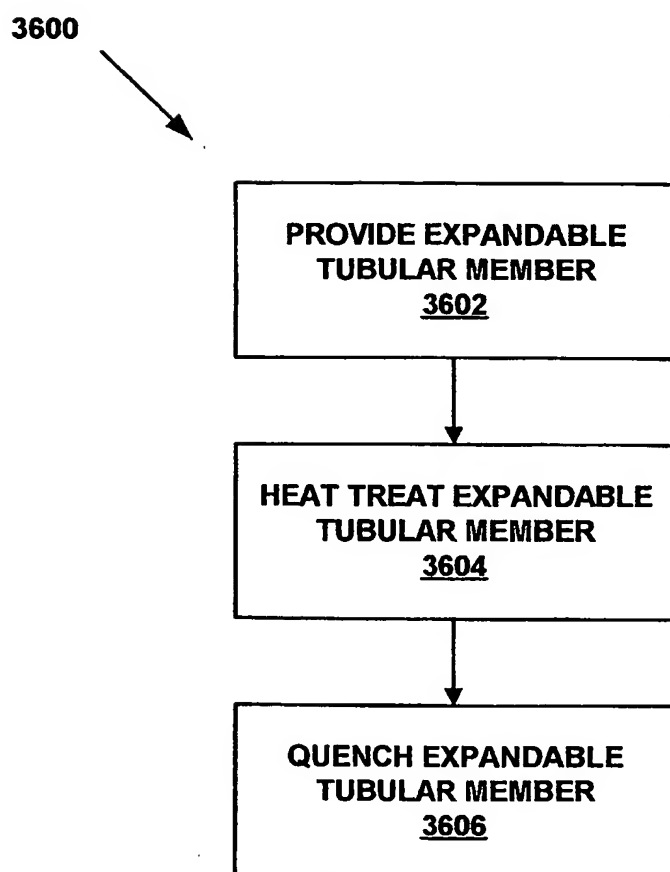 3600
PROVIDE EXPANDABLE
TUBULAR MEMBER
3602
HEAT TREAT EXPANDABLE
TUBULAR MEMBER
3604
QUENCH EXPANDABLE
TUBULAR MEMBER
3606